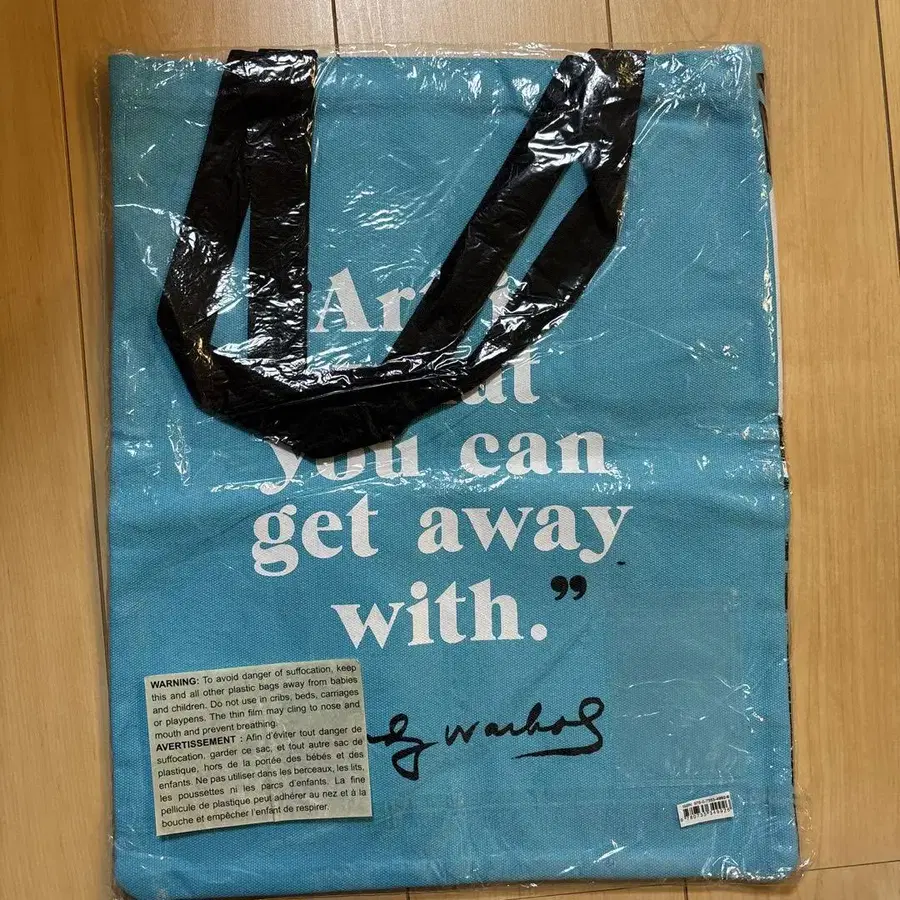 Art is
you can
get away
with.”
Andy Warhol
WARNING: To avoid danger of suffocation, keep
this and all other plastic bags away from babies
and children. Do not use in cribs, beds, carriages
or playpens. The thin film may cling to nose and
mouth and prevent breathing.
AVERTISSEMENT : Afin d'éviter tout danger de
suffocation, garder ce sac, et tout autre sac de
plastique, hors de la portée des bébés et des
enfants. Ne pas utiliser dans les berceaux, les lits,
les poussettes ni les parcs d'enfants. La fine
pellicule de plastique peut adhérer au nez et à la
bouche et empêcher l'enfant de respirer.
ISBN